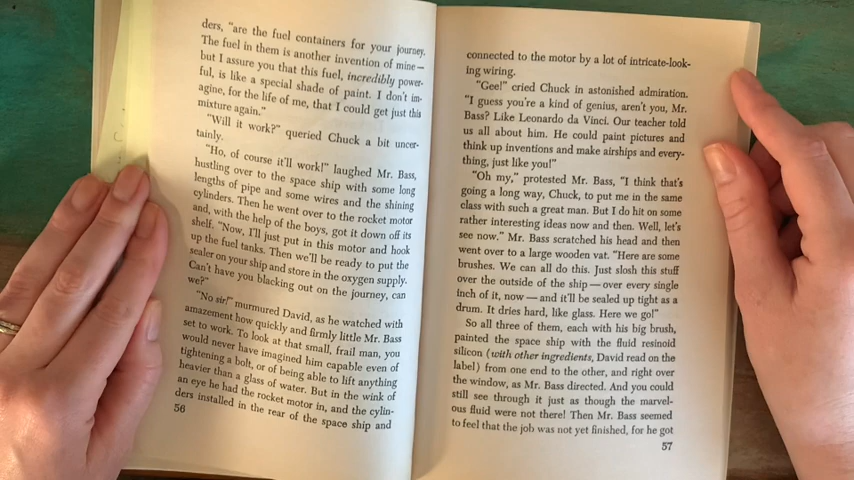 ders, “are the fuel containers for your journey.
The fuel in them is another invention of mine—
but I assure you that this fuel, incredibly power-
ful, is like a special shade of paint. I don't im-
agine, for the life of me, that I could get just this
mixture again.”
“Will it work?” queried Chuck a bit uncer-
tainly.
“Ho, of course it'll work!” laughed Mr. Bass,
hustling over to the space ship with some long
lengths of pipe and some wires and the shining
cylinders. Then he went over to the rocket motor
and, with the help of the boys, got it down off its
shelf. “Now, I'll just put in this motor and hook
up the fuel tanks. Then we'll be ready to put the
sealer on your ship and store in the oxygen supply.
Can't have you blacking out on the journey, can
we?”
“No sir!” murmured David, as he watched with
amazement how quickly and firmly little Mr. Bass
set to work. To look at that small, frail man, you
would never have imagined him capable even of
tightening a bolt, or of being able to lift anything
heavier than a glass of water. But in the wink of
an eye he had the rocket motor in, and the cylin-
ders installed in the rear of the space ship and
56
connected to the motor by a lot of intricate-look-
ing wiring.
“Gee!” cried Chuck in astonished admiration.
“I guess you're a kind of genius, aren't you, Mr.
Bass? Like Leonardo da Vinci. Our teacher told
us all about him. He could paint pictures and
think up inventions and make airships and every-
thing, just like you!”
“Oh my,” protested Mr. Bass, “I think that's
going a long way, Chuck, to put me in the same
class with such a great man. But I do hit on some
rather interesting ideas now and then. Well, let's
see now.” Mr. Bass scratched his head and then
went over to a large wooden vat. “Here are some
brushes. We can all do this. Just slosh this stuff
over the outside of the ship—over every single
inch of it, now—and it'll be sealed up tight as a
drum. It dries hard, like glass. Here we go!”
So all three of them, each with his big brush,
painted the space ship with the fluid resinoid
silicon (with other ingredients, David read on the
label) from one end to the other, and right over
the window, as Mr. Bass directed. And you could
still see through it just as though the marvel-
ous fluid were not there! Then Mr. Bass seemed
to feel that the job was not yet finished, for he got
57